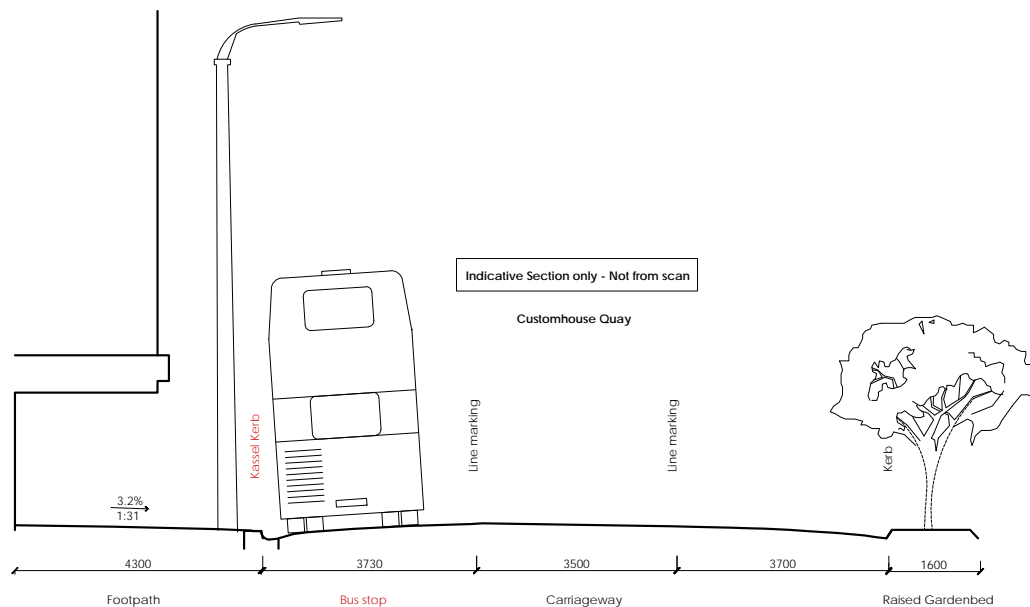 Indicative Section only - Not from scan
Customhouse Quay
Kassel Kerb
Line marking
Line marking
Kerb
3.2%
1:31
4300
3730
3500
3700
1600
Footpath
Bus stop
Carriageway
Raised Gardenbed